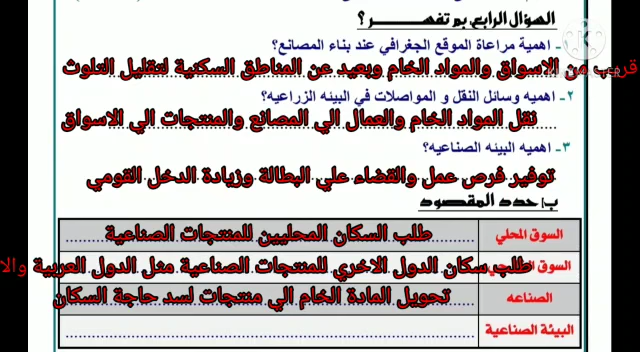 السؤال الرابع بم تفسر ؟
١- اهمية مراعاة الموقع الجغرافي عند بناء المصانع؟
قريب من الاسواق والمواد الخام وبعيد عن المناطق السكنية لتقليل التلوث
٢- اهميه وسائل النقل و المواصلات في البيئه الزراعيه؟
نقل المواد الخام والعمال الي المصانع والمنتجات الي الاسواق
٣- اهميه البيئه الصناعيه؟
توفير فرص عمل والقضاء علي البطالة وزيادة الدخل القومي
ب) حدد المقصود
السوق المحلي طلب السكان المحليين للمنتجات الصناعية
السوق طلب سكان الدول الاخري للمنتجات الصناعية مثل الدول العربية
الصناعه تحويل المادة الخام الي منتجات لسد حاجة السكان
البيئة الصناعية